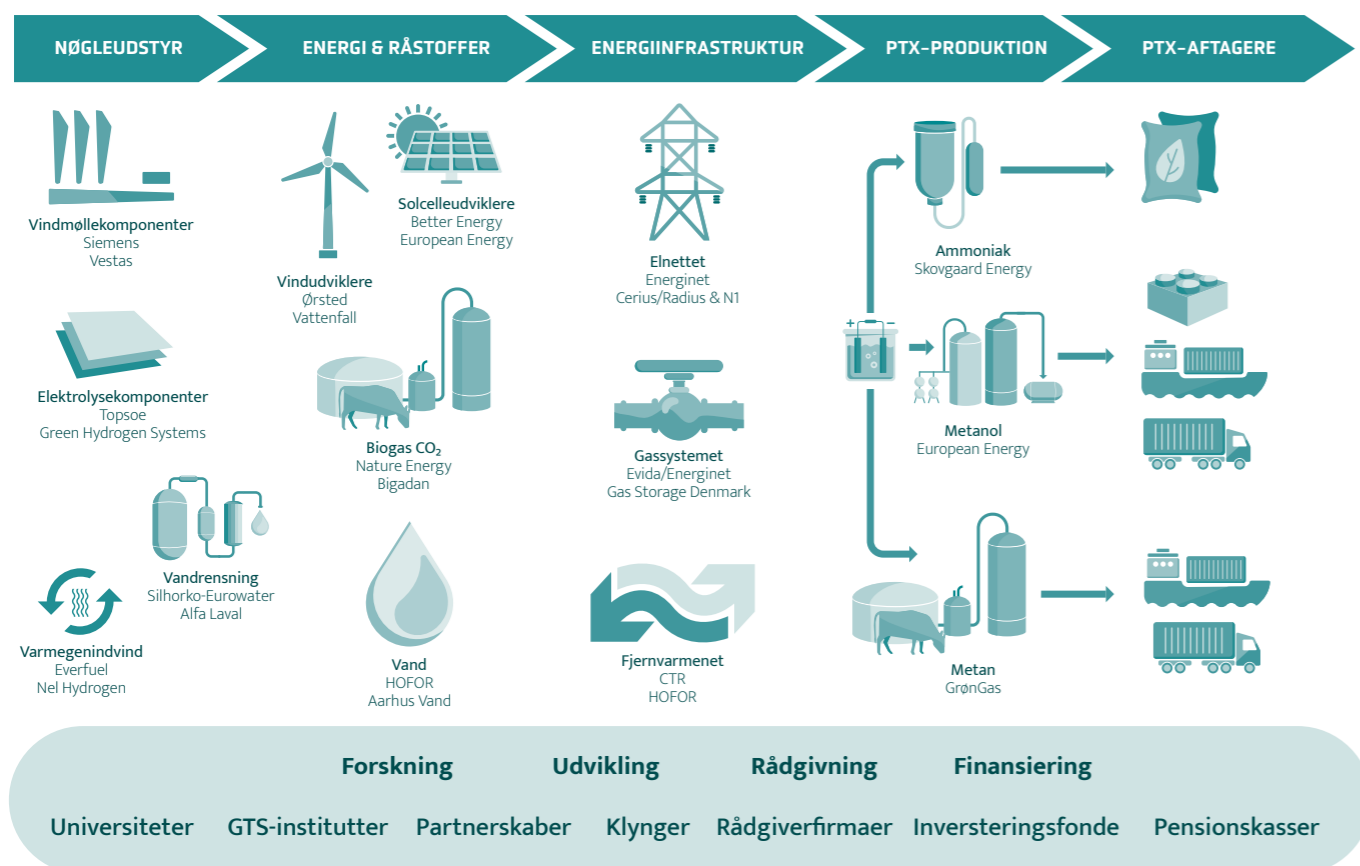 NØGLEUDSTYR
ENERGI & RÅSTOFFER
ENERGIINFRASTRUKTUR
PTX-PRODUKTION
PTX-AFTAGERE
Vindmøllekomponenter
Siemens
Vestas
Elektrolysekomponenter
Topsoe
Green Hydrogen Systems
Vandrensning
Silhorko-Eurowater
Alfa Laval
Varmegenindvind
Everfuel
Nel Hydrogen
Solcelleudviklere
Better Energy
European Energy
Vindudviklere
Ørsted
Vattenfall
Biogas CO₂
Nature Energy
Bigadan
Vand
HOFOR
Aarhus Vand
Elnettet
Energinet
Cerius/Radius & N1
Gassystemet
Evida/Energinet
Gas Storage Denmark
Fjernvarmenet
CTR
HOFOR
Ammoniak
Skovgaard Energy
+ −
Metanol
European Energy
Metan
GrønGas
Forskning
Udvikling
Rådgivning
Finansiering
Universiteter
GTS-institutter
Partnerskaber
Klynger
Rådgiverfirmaer
Inversteringsfonde
Pensionskasser